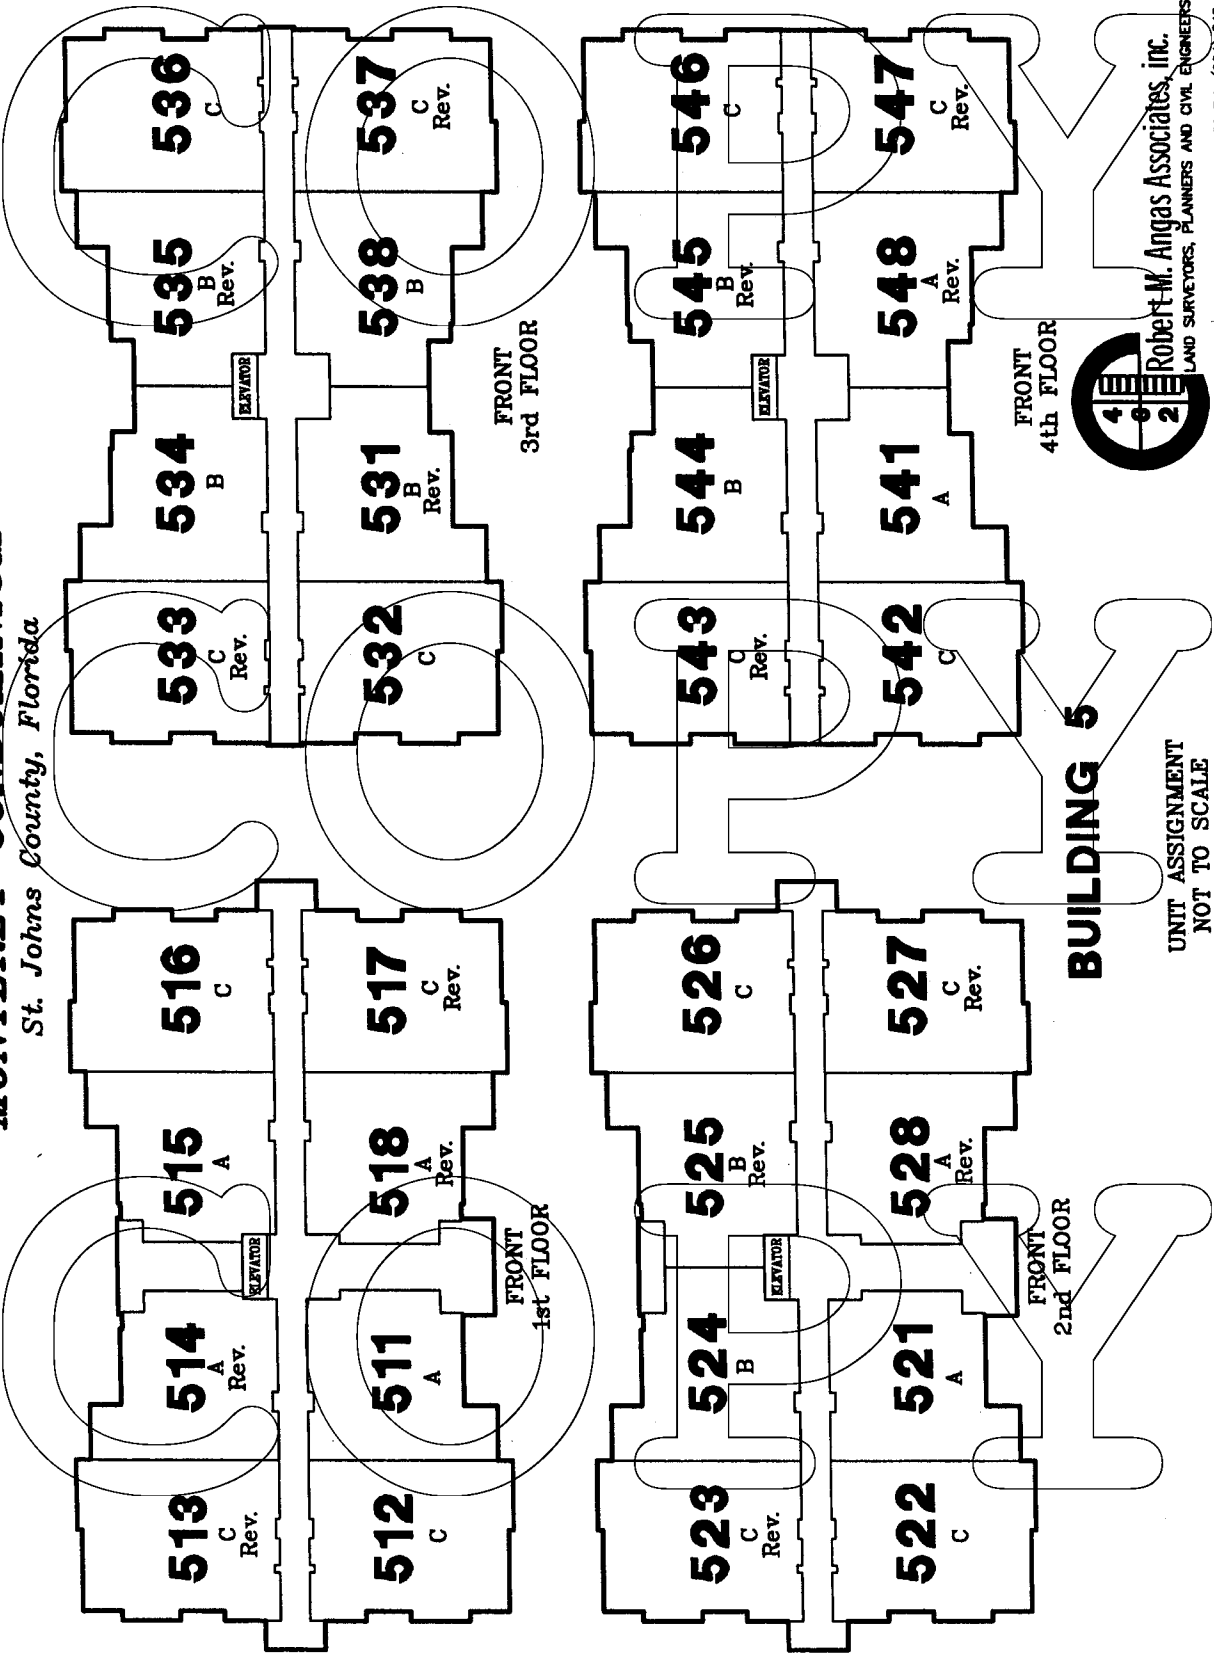 St. Johns County, Florida
513
C
Rev.
514
A
Rev.
515
A
516
C
ELEVATOR
512
C
511
A
518
A
Rev.
517
C
Rev.
FRONT
1st FLOOR
533
C
Rev.
534
B
535
B
Rev.
536
C
ELEVATOR
532
C
531
B
Rev.
538
B
537
C
Rev.
FRONT
3rd FLOOR
523
C
Rev.
524
B
525
B
Rev.
526
C
ELEVATOR
522
C
521
A
528
A
Rev.
527
C
Rev.
FRONT
2nd FLOOR
543
C
Rev.
544
B
545
B
Rev.
546
C
ELEVATOR
542
C
541
A
548
A
Rev.
547
C
Rev.
FRONT
4th FLOOR
BUILDING 5
UNIT ASSIGNMENT
NOT TO SCALE
Robert M. Angas Associates, inc.
LAND SURVEYORS, PLANNERS AND CIVIL ENGINEERS
COPY
COPY
COPY